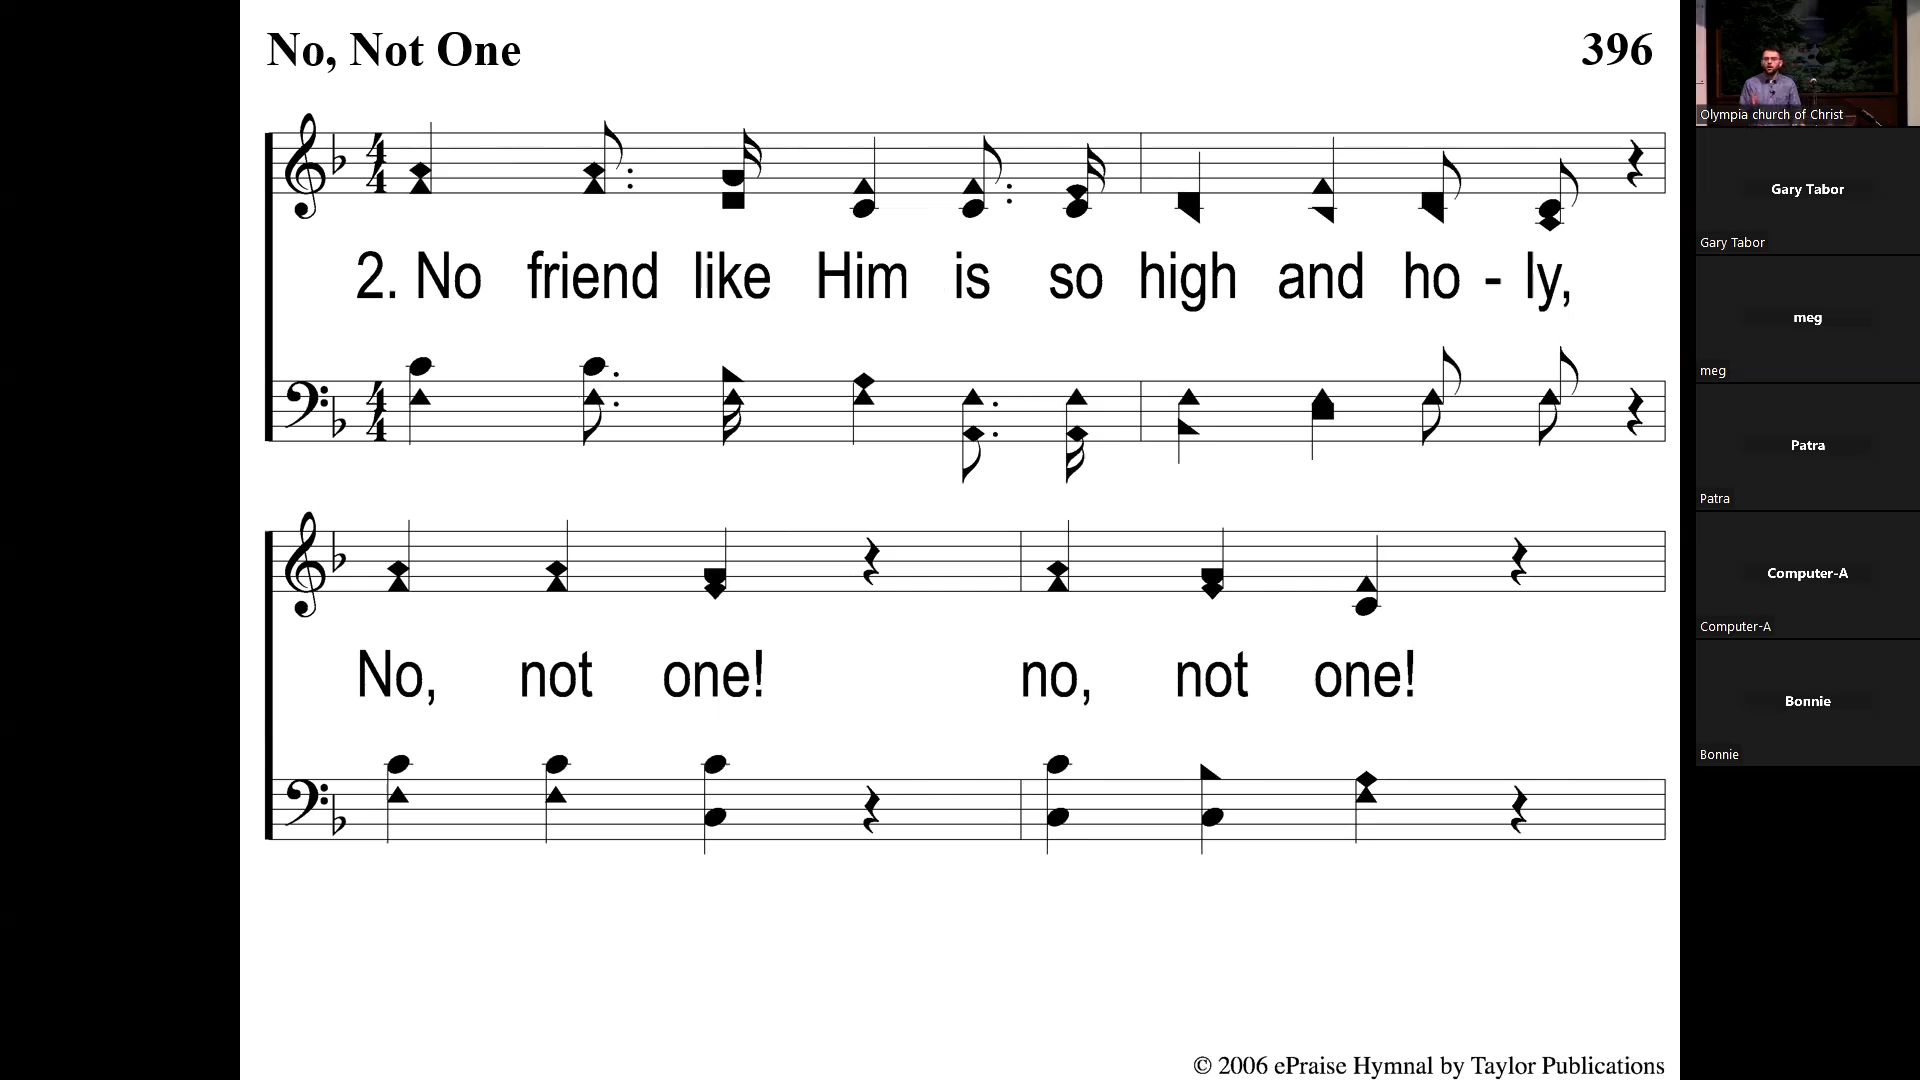 No, Not One
396
2. No friend like Him is so high and ho - ly,
No, not one! no, not one!
© 2006 ePraise Hymnal by Taylor Publications
Olympia church of Christ
Gary Tabor
Gary Tabor
meg
meg
Patra
Patra
Computer-A
Computer-A
Bonnie
Bonnie